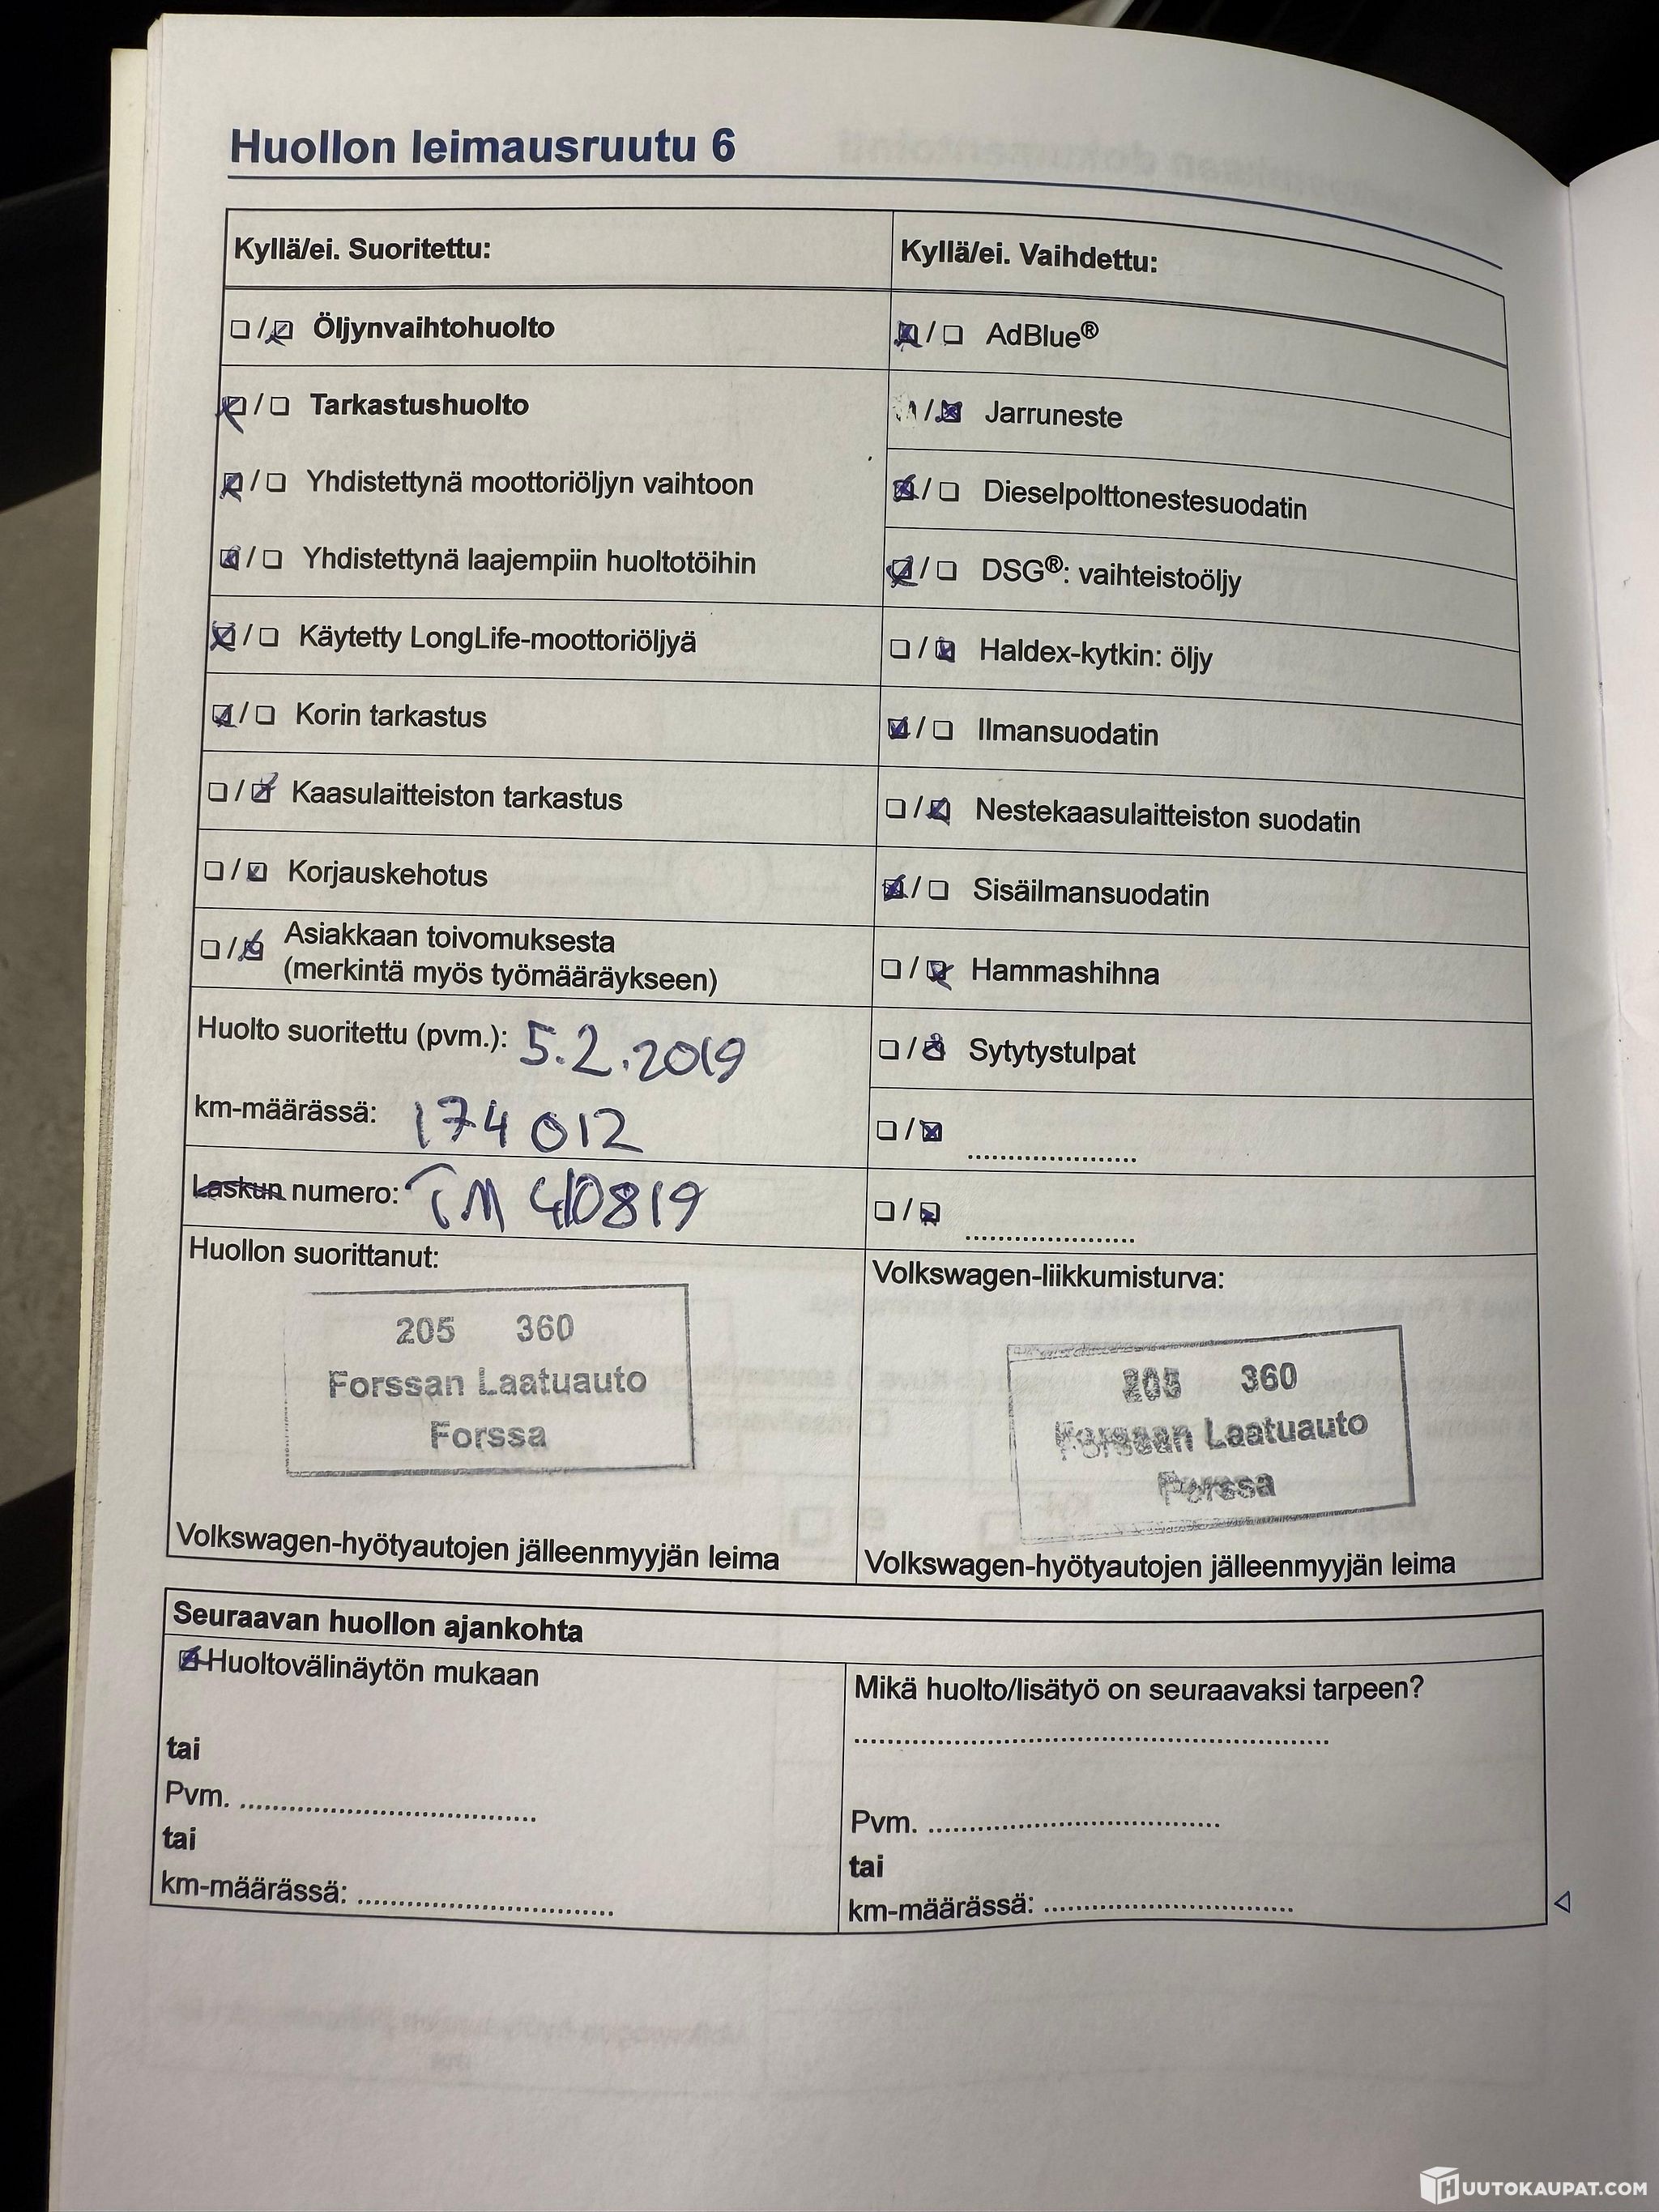 Huollon leimausruutu 6
Kyllä/ei. Suoritettu:
☐ / ☒ Öljynvaihtohuolto
☒ / ☐ Tarkastushuolto
☒ / ☐ Yhdistettynä moottoriöljyn vaihtoon
☒ / ☐ Yhdistettynä laajempiin huoltotöihin
☒ / ☐ Käytetty LongLife-moottoriöljyä
☒ / ☐ Korin tarkastus
☐ / ☒ Kaasulaitteiston tarkastus
☐ / ☒ Korjauskehotus
☐ / ☒ Asiakkaan toivomuksesta
(merkintä myös työmääräykseen)
Huolto suoritettu (pvm.): 5.2.2019
km-määrässä: 174 012
Laskun numero: TM 410819
Huollon suorittanut:
205 360
Forssan Laatuauto
Forssa
Volkswagen-hyötyautojen jälleenmyyjän leima
Kyllä/ei. Vaihdettu:
☒ / ☐ AdBlue®
/ ☒ Jarruneste
☒ / ☐ Dieselpolttonestesuodatin
☒ / ☐ DSG®: vaihteistoöljy
☐ / ☒ Haldex-kytkin: öljy
☒ / ☐ Ilmansuodatin
☐ / ☒ Nestekaasulaitteiston suodatin
☒ / ☐ Sisäilmansuodatin
☐ / ☒ Hammashihna
☐ / ☒ Sytytystulpat
☐ / ☒ .....................
☐ / ☒ .....................
Volkswagen-liikkumisturva:
205 360
Forssan Laatuauto
Forssa
Volkswagen-hyötyautojen jälleenmyyjän leima
Seuraavan huollon ajankohta
☒ Huoltovälinäytön mukaan
tai
Pvm. .....................................
tai
km-määrässä: ................................
Mikä huolto/lisätyö on seuraavaksi tarpeen?
............................................................
Pvm. .....................................
tai
km-määrässä: ................................
HUUTOKAUPAT.COM